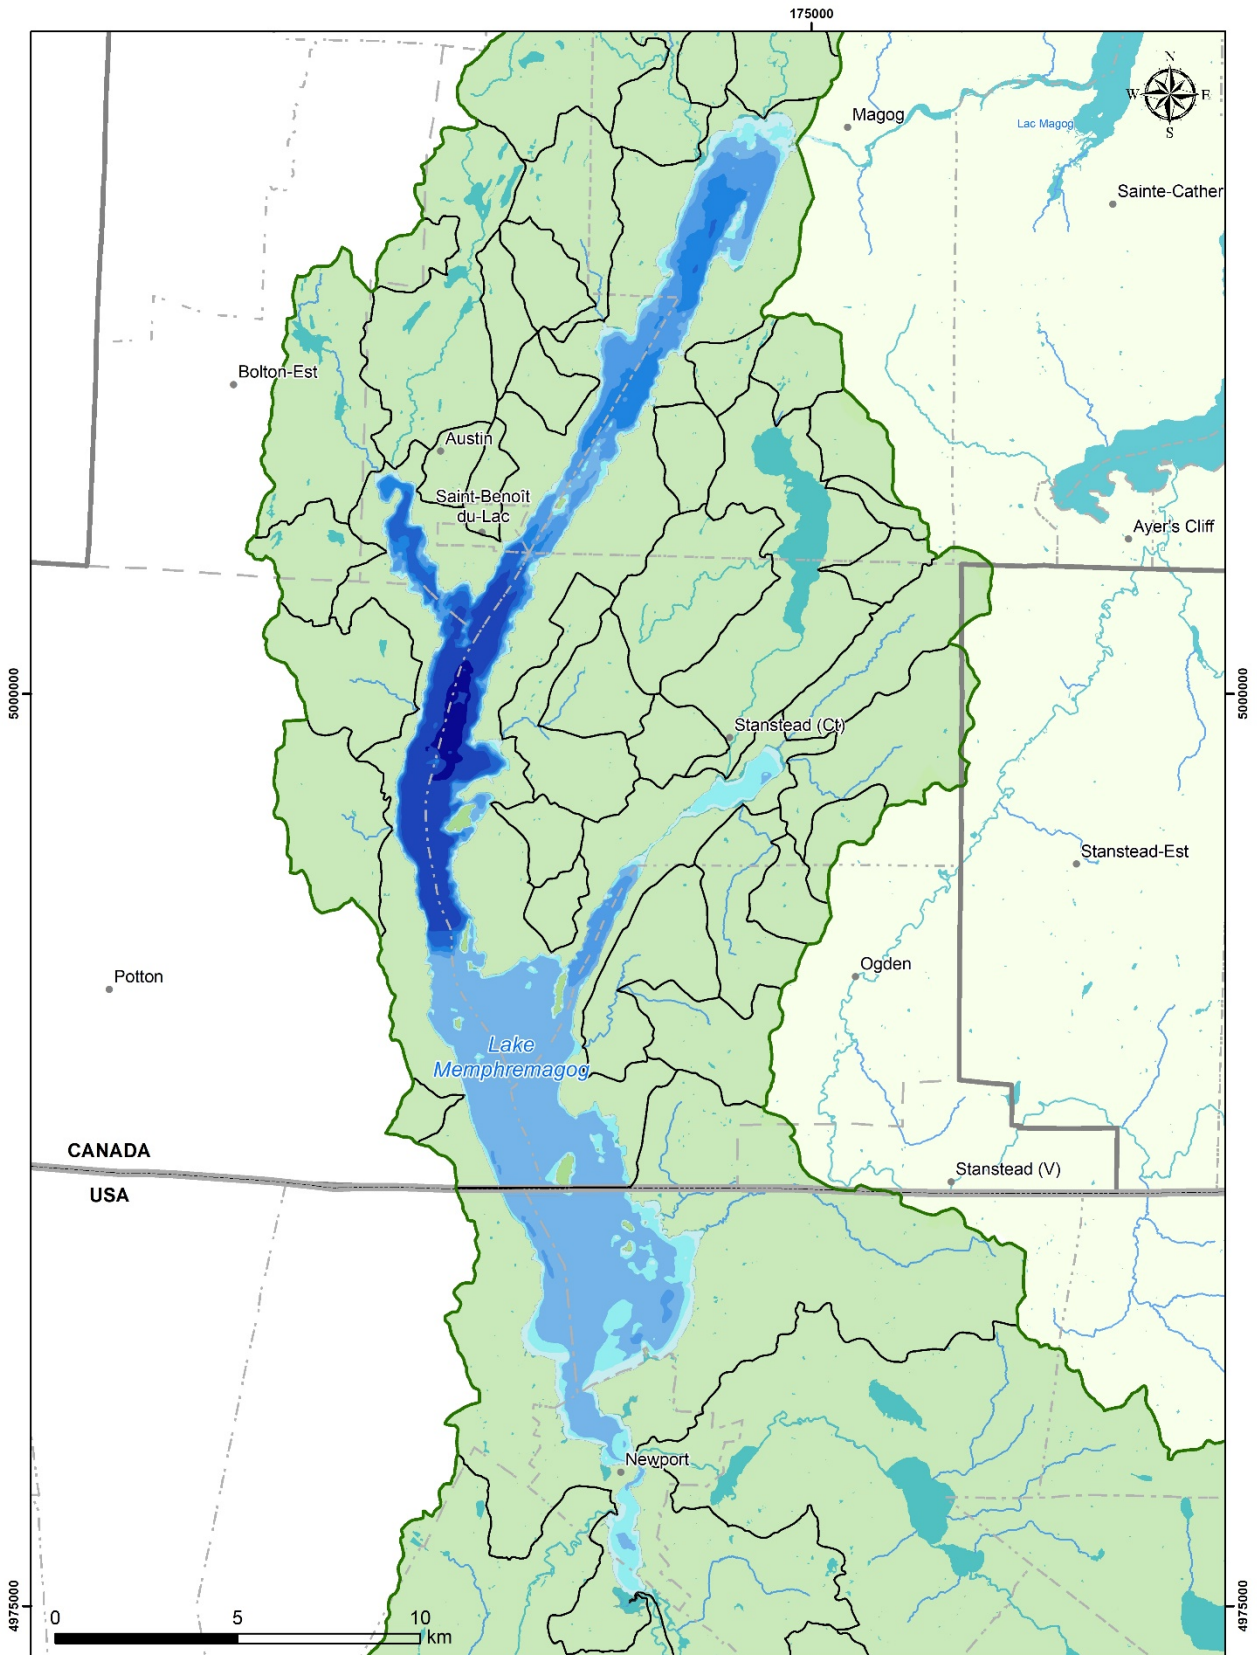 175000
N
W E
S
Magog
Lac Magog
Sainte-Cather
Bolton-Est
Austin
Saint-Benoît
du-Lac
Ayer's Cliff
5000000
5000000
Stanstead (Ct)
Stanstead-Est
Ogden
Potton
Lake
Memphremagog
CANADA
USA
Stanstead (V)
Newport
4975000
4975000
0 5 10
km